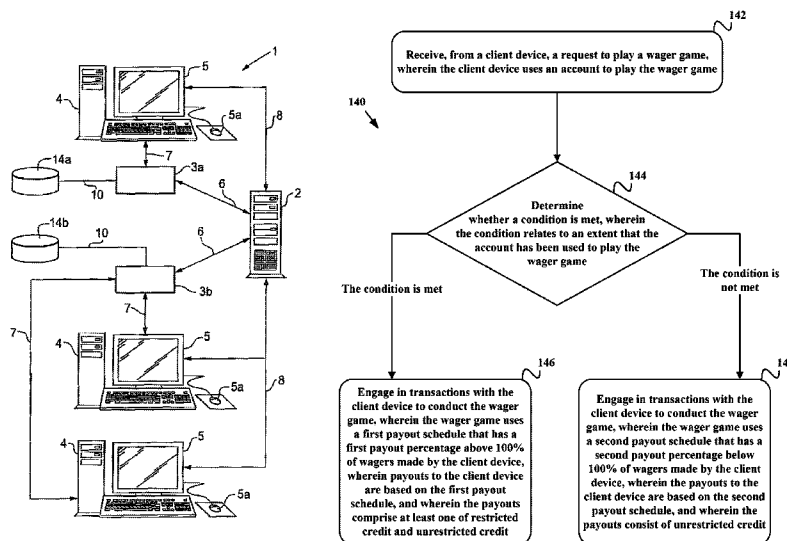 1
5
4
5a
8
7
14a
3a
10
6
2
14b
10
6
3b
7
7
4
5
5a
8
4
5
5a
142
Receive, from a client device, a request to play a wager game,
wherein the client device uses an account to play the wager game
140
144
Determine
whether a condition is met, wherein
the condition relates to an extent that the
account has been used to play the
wager game
The condition is met
The condition is
not met
146
Engage in transactions with the
client device to conduct the wager
game, wherein the wager game uses
a first payout schedule that has a
first payout percentage above 100%
of wagers made by the client device,
wherein payouts to the client device
are based on the first payout
schedule, and wherein the payouts
comprise at least one of restricted
credit and unrestricted credit
Engage in transactions with the
client device to conduct the wager
game, wherein the wager game uses
a second payout schedule that has a
second payout percentage below
100% of wagers made by the client
device, wherein the payouts to the
client device are based on the second
payout schedule, and wherein the
payouts consist of unrestricted credit